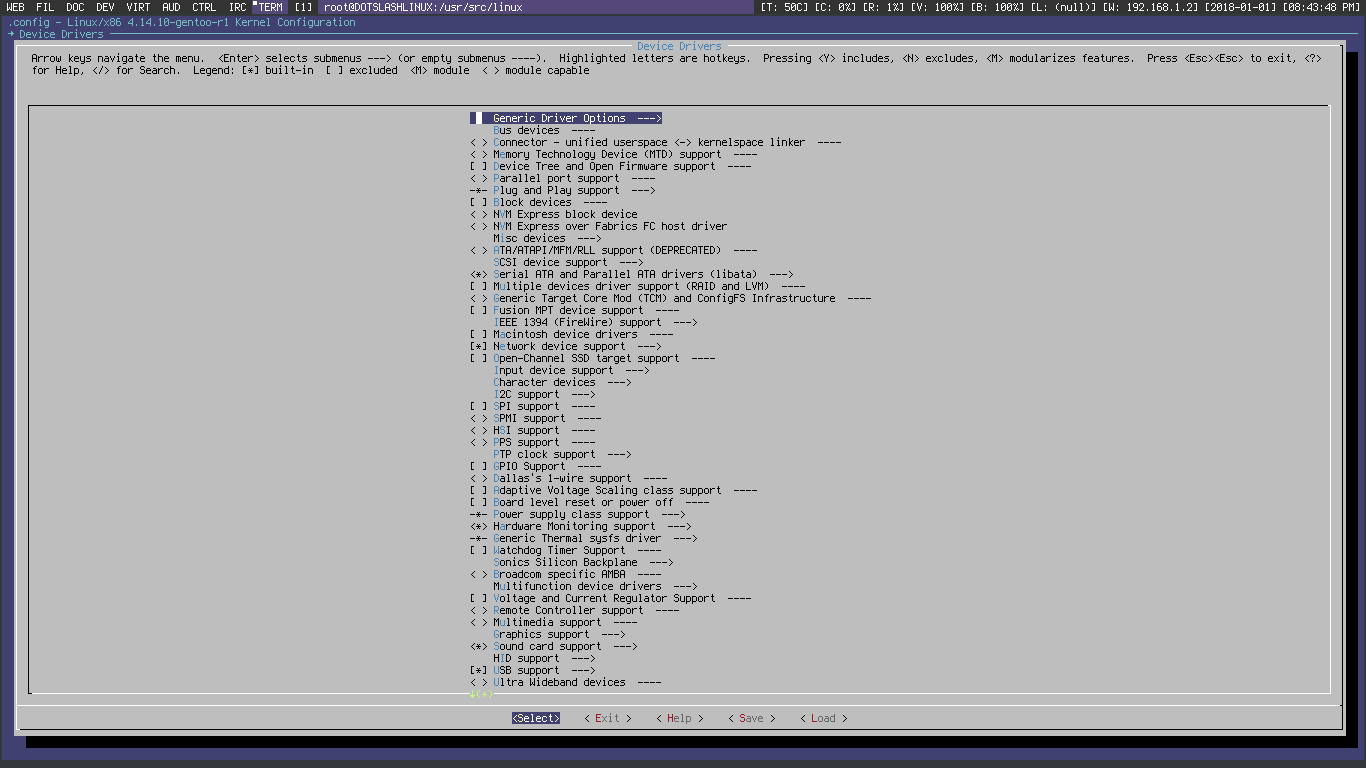 WEB FIL DOC DEV VIRT AUD CTRL IRC TERM [1] root@DOTSLASHLINUX:/usr/src/linux [T: 50C] [C: 0%] [R: 1%] [V: 100%] [B: 100%] [L: (null)] [W: 192.168.1.2] [2018-01-01] [08:43:48 PM]
.config - Linux/x86 4.14.10-gentoo-r1 Kernel Configuration
→ Device Drivers
Device Drivers
Arrow keys navigate the menu.  <Enter> selects submenus ---> (or empty submenus ----).  Highlighted letters are hotkeys.  Pressing <Y> includes, <N> excludes, <M> modularizes features.  Press <Esc><Esc> to exit, <?>
for Help, </> for Search.  Legend: [*] built-in  [ ] excluded  <M> module  < > module capable
Generic Driver Options  --->
Bus devices  ----
< > Connector - unified userspace <-> kernelspace linker  ----
< > Memory Technology Device (MTD) support  ----
[ ] Device Tree and Open Firmware support  ----
< > Parallel port support  ----
-*- Plug and Play support  --->
[ ] Block devices  ----
< > NVM Express block device
< > NVM Express over Fabrics FC host driver
Misc devices  --->
< > ATA/ATAPI/MFM/RLL support (DEPRECATED)  ----
SCSI device support  --->
<*> Serial ATA and Parallel ATA drivers (libata)  --->
[ ] Multiple devices driver support (RAID and LVM)  ----
< > Generic Target Core Mod (TCM) and ConfigFS Infrastructure  ----
[ ] Fusion MPT device support  ----
IEEE 1394 (FireWire) support  --->
[ ] Macintosh device drivers  ----
[*] Network device support  --->
[ ] Open-Channel SSD target support  ----
Input device support  --->
Character devices  --->
I2C support  --->
[ ] SPI support  ----
< > SPMI support  ----
< > HSI support  ----
< > PPS support  ----
PTP clock support  --->
[ ] GPIO Support  ----
< > Dallas's 1-wire support  ----
[ ] Adaptive Voltage Scaling class support  ----
[ ] Board level reset or power off  ----
-*- Power supply class support  --->
<*> Hardware Monitoring support  --->
-*- Generic Thermal sysfs driver  --->
[ ] Watchdog Timer Support  ----
Sonics Silicon Backplane  --->
< > Broadcom specific AMBA  ----
Multifunction device drivers  --->
[ ] Voltage and Current Regulator Support  ----
< > Remote Controller support  ----
< > Multimedia support  ----
Graphics support  --->
<*> Sound card support  --->
HID support  --->
[*] USB support  --->
< > Ultra Wideband devices  ----
↓(+)
<Select> < Exit > < Help > < Save > < Load >